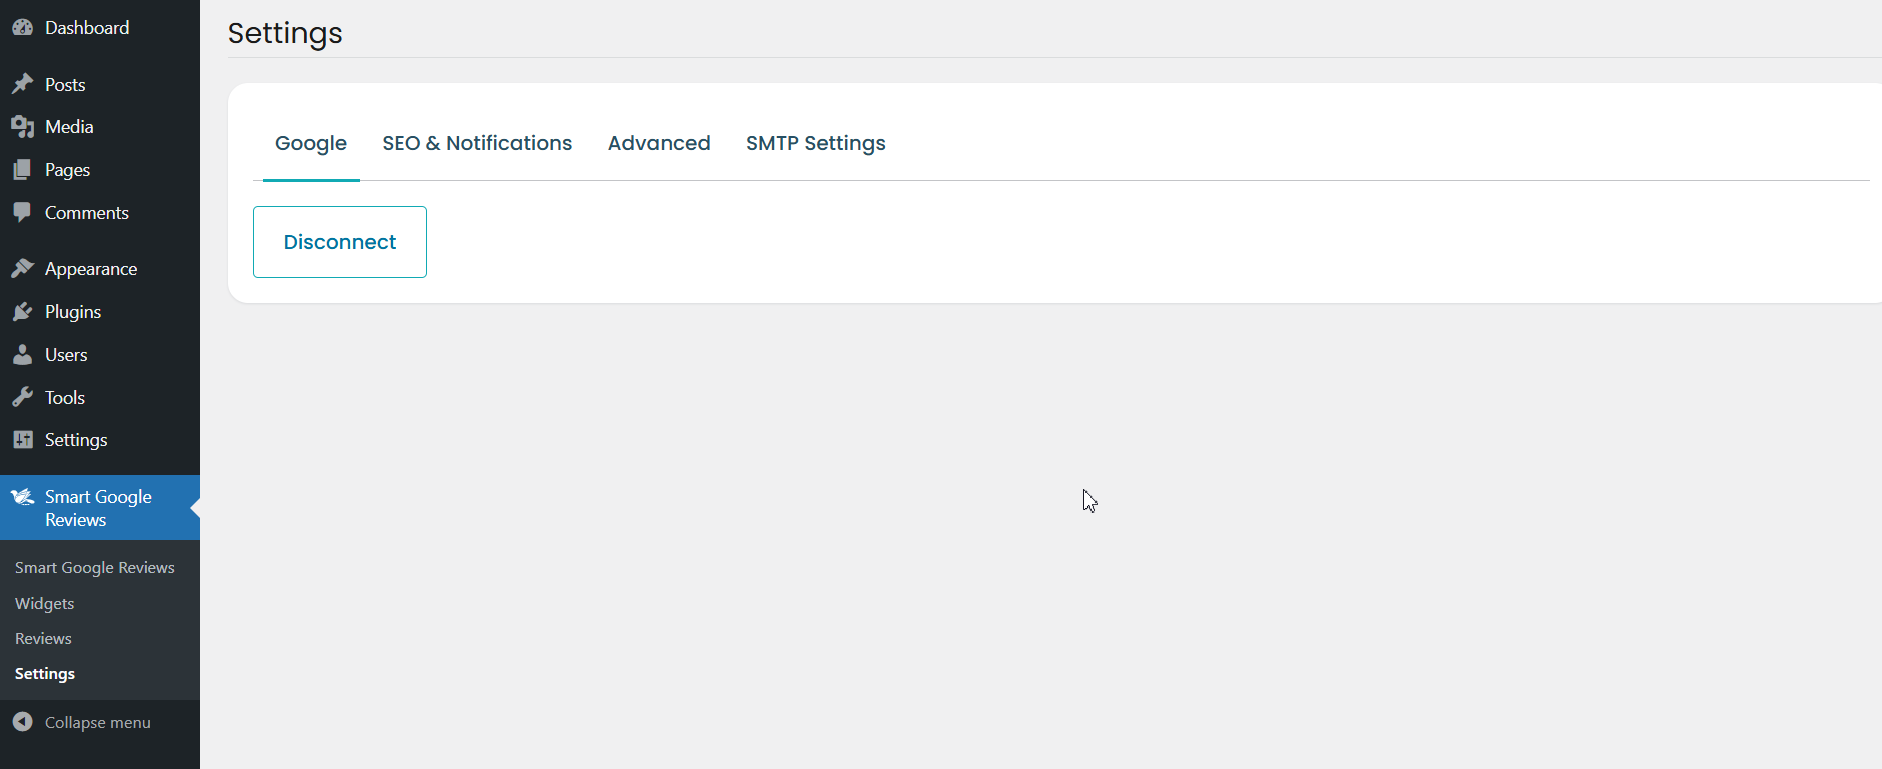 Dashboard
Posts
Media
Pages
Comments
Appearance
Plugins
Users
Tools
Settings
Smart Google
Reviews
Smart Google Reviews
Widgets
Reviews
Settings
Collapse menu
Settings
Google SEO & Notifications Advanced SMTP Settings
Disconnect